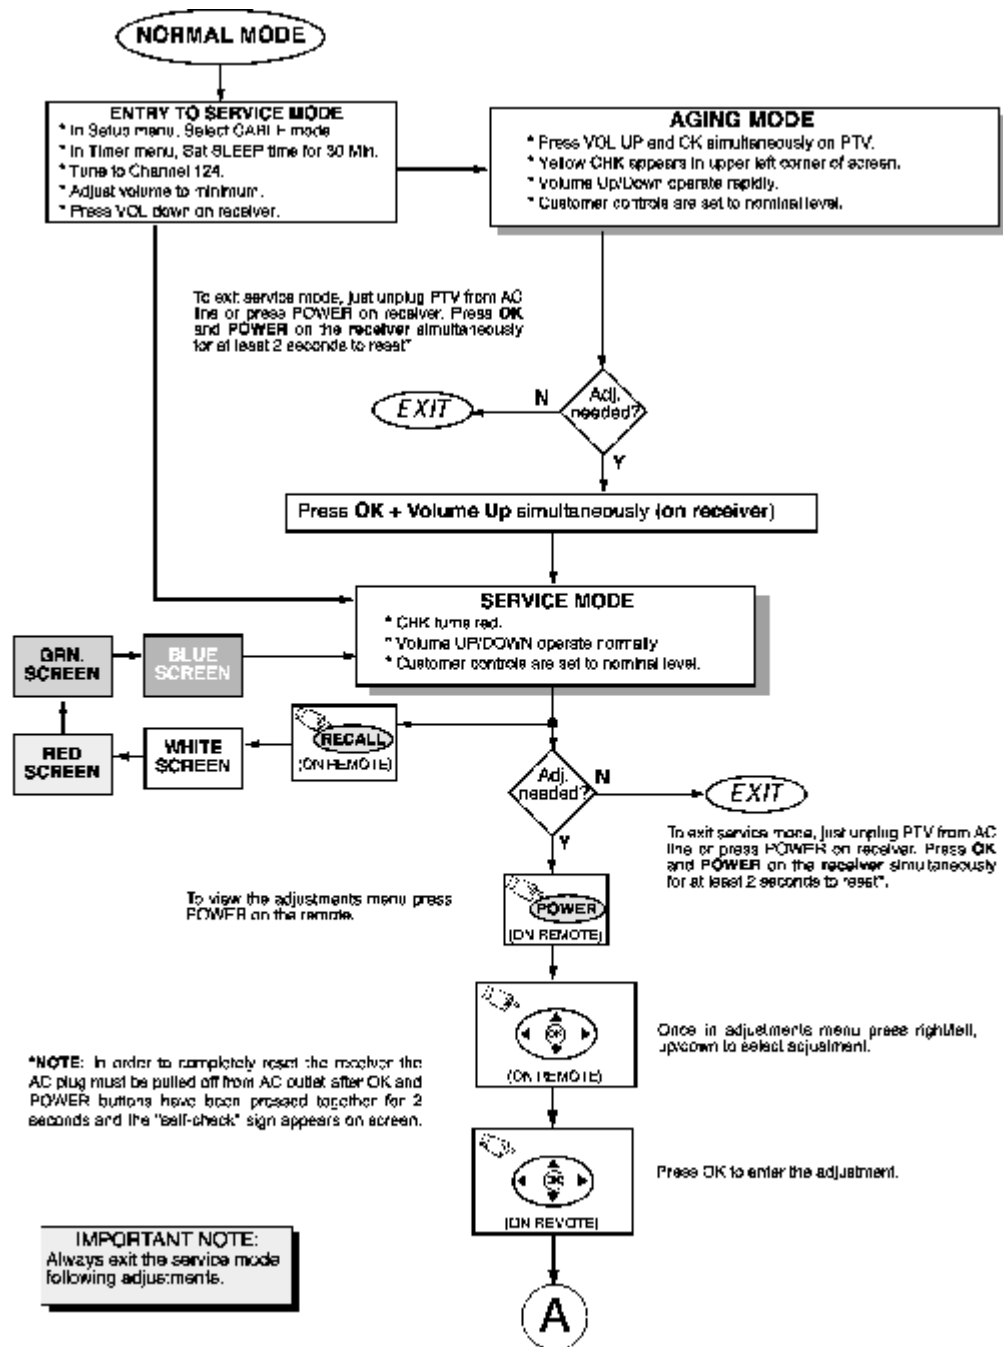 NORMAL MODE
ENTRY TO SERVICE MODE
* In Setup menu, Select CABLE mode
* In Timer menu, Set SLEEP time for 30 Min.
* Tune to Channel 124.
* Adjust volume to minimum.
* Press VOL down on receiver.
AGING MODE
* Press VOL UP and OK simultaneously on PTV.
* Yellow CHK appears in upper left corner of screen.
* Volume Up/Down operate rapidly.
* Customer controls are set to nominal level.
To exit service mode, just unplug PTV from AC
line or press POWER on receiver. Press OK
and POWER on the receiver simultaneously
for at least 2 seconds to reset*
EXIT
N
Adj.
needed?
Y
Press OK + Volume Up simultaneously (on receiver)
SERVICE MODE
* CHK turns red.
* Volume UP/DOWN operate normally
* Customer controls are set to nominal level.
GRN.
SCREEN
BLUE
SCREEN
RED
SCREEN
WHITE
SCREEN
RECALL
(ON REMOTE)
Adj.
needed?
N
EXIT
Y
To exit service mode, just unplug PTV from AC
line or press POWER on receiver. Press OK
and POWER on the receiver simultaneously
for at least 2 seconds to reset*.
To view the adjustments menu press
POWER on the remote.
POWER
(ON REMOTE)
OK
(ON REMOTE)
Once in adjustments menu press right/left,
up/down to select adjustment.
*NOTE: In order to completely reset the receiver the
AC plug must be pulled off from AC outlet after OK and
POWER buttons have been pressed together for 2
seconds and the "self-check" sign appears on screen.
OK
(ON REMOTE)
Press OK to enter the adjustment.
IMPORTANT NOTE:
Always exit the service mode
following adjustments.
A